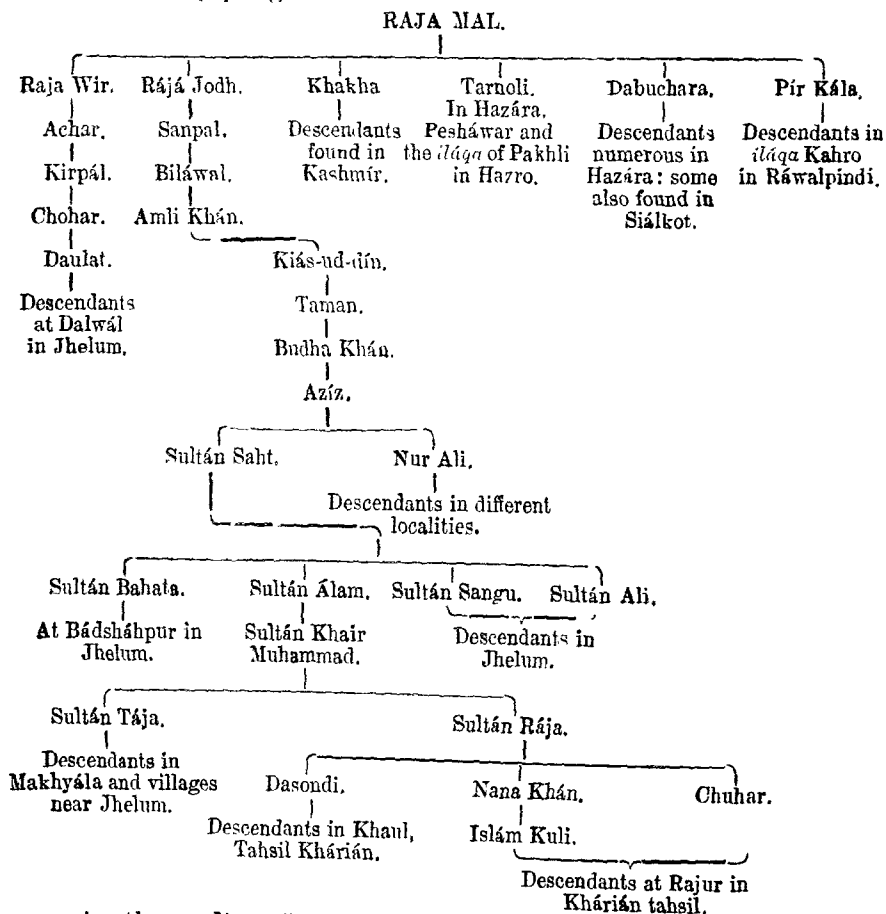 RAJA MAL.
Raja Wir. Rájá Jodh. Khakha Tarnoli. Dabuchara. Pír Kála.
Achar. Sanpal. Descendants found in Kashmír. In Hazára, Pesháwar and the iláqa of Pakhli in Hazro. Descendants numerous in Hazára: some also found in Siálkot. Descendants in iláqa Kahro in Ráwalpindi.
Kirpál. Biláwal.
Chohar. Amli Khán.
Daulat. Kiás-ud-dín.
Descendants at Dalwál in Jhelum. Taman.
Budha Khán.
Azíz.
Sultán Saht. Nur Ali.
Descendants in different
localities.
Sultán Bahata. Sultán Álam. Sultán Sangu. Sultán Ali.
At Bádsháhpur in Jhelum. Sultán Khair Muhammad. Descendants in Jhelum.
Sultán Tája. Sultán Rája.
Descendants in
Makhyála and villages
near Jhelum.
Dasondi. Nana Khán. Chuhar.
Descendants in Khaul, Tahsil Khárián. Islám Kuli.
Descendants at Rajur in
Khárián tahsil.